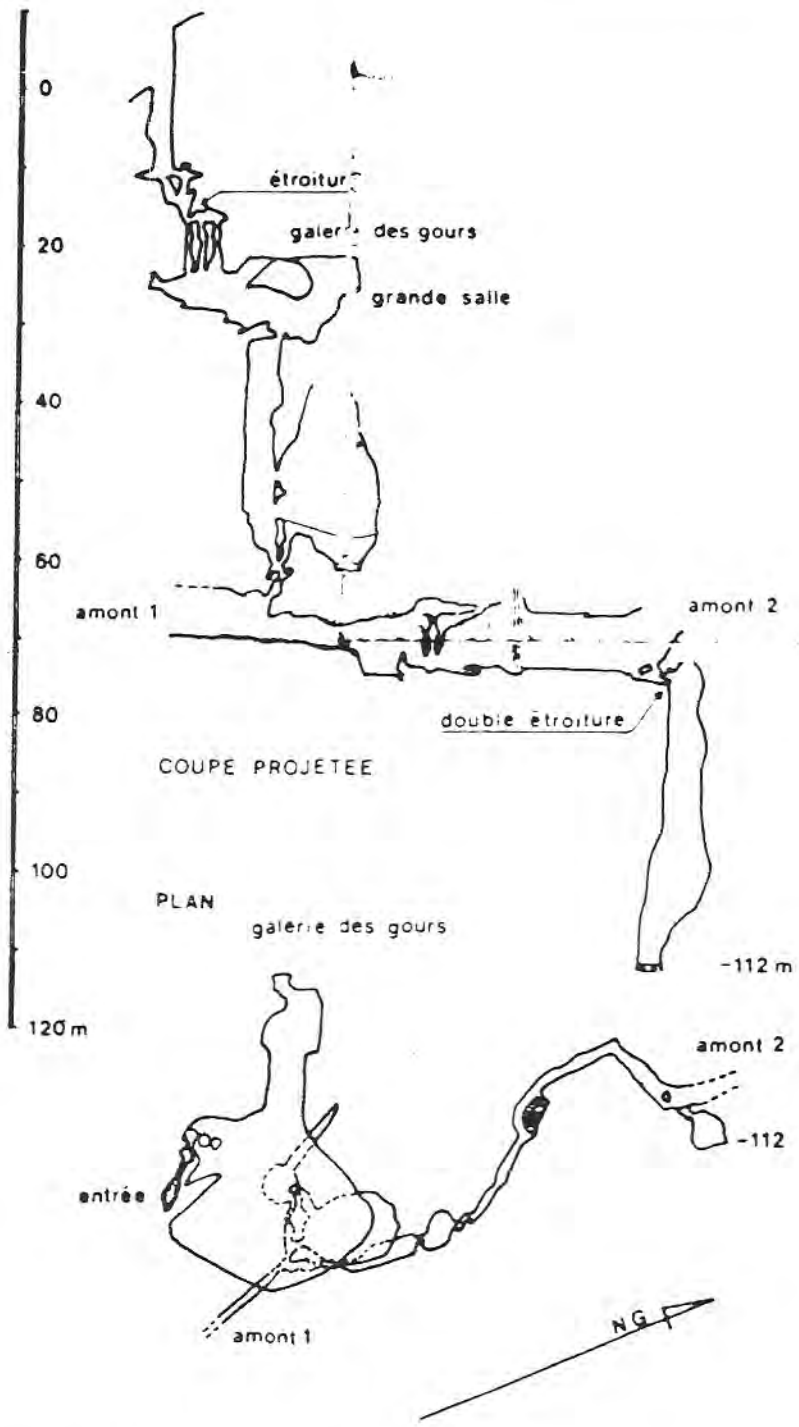 0
étroitur
galer e des gours
20
grande salle
40
60
amont 1
amont 2
80
double étroiture
COUPE PROJETEE
100
PLAN
galerie des gours
-112 m
120 m
amont 2
-112
entrée
NG
amont 1